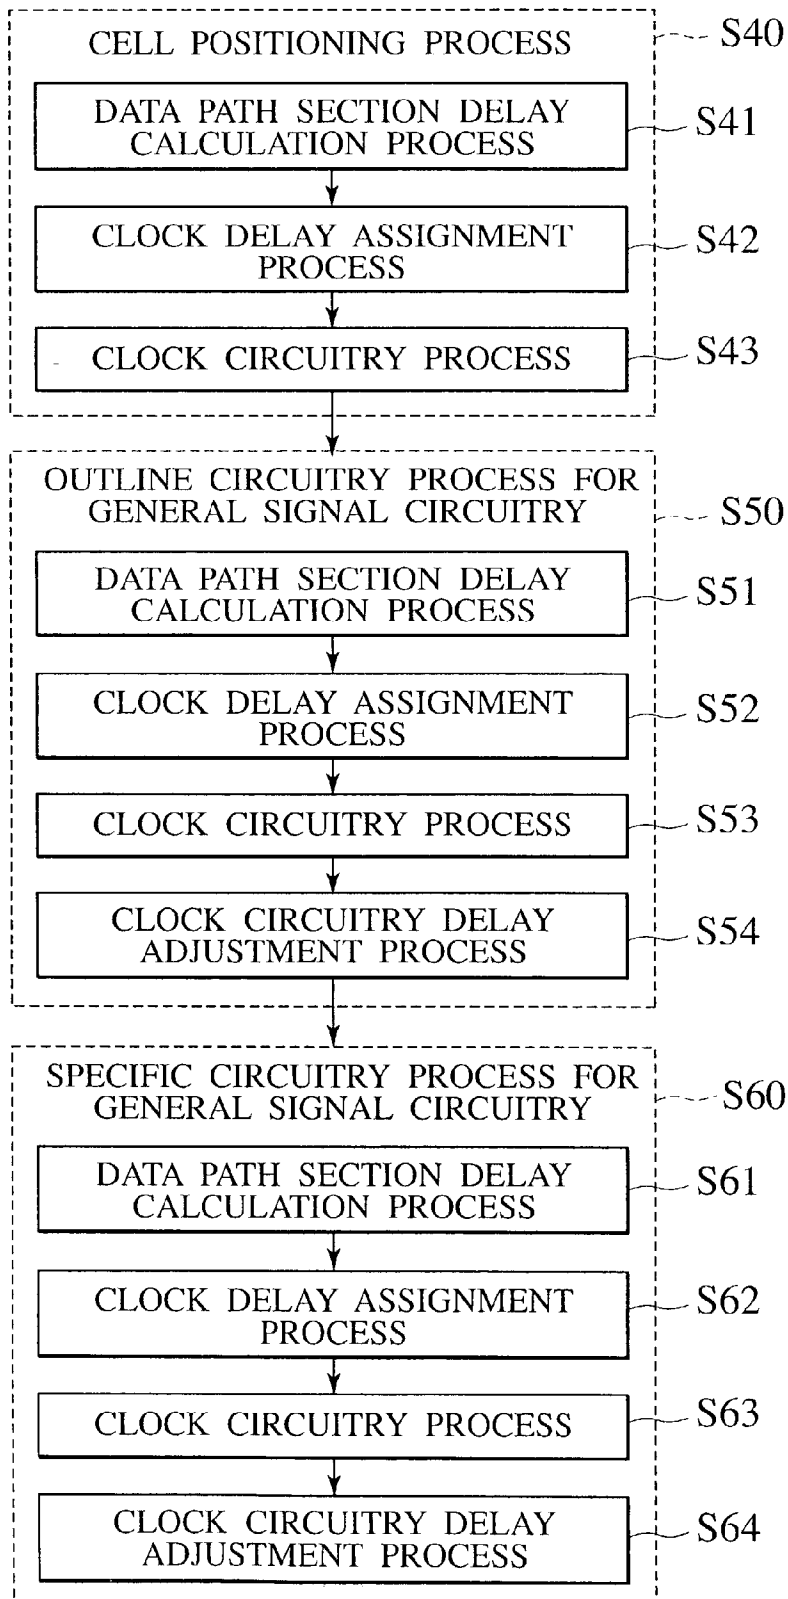 CELL POSITIONING PROCESS
S40
DATA PATH SECTION DELAY
CALCULATION PROCESS
S41
CLOCK DELAY ASSIGNMENT
PROCESS
S42
CLOCK CIRCUITRY PROCESS
S43
OUTLINE CIRCUITRY PROCESS FOR
GENERAL SIGNAL CIRCUITRY
S50
DATA PATH SECTION DELAY
CALCULATION PROCESS
S51
CLOCK DELAY ASSIGNMENT
PROCESS
S52
CLOCK CIRCUITRY PROCESS
S53
CLOCK CIRCUITRY DELAY
ADJUSTMENT PROCESS
S54
SPECIFIC CIRCUITRY PROCESS FOR
GENERAL SIGNAL CIRCUITRY
S60
DATA PATH SECTION DELAY
CALCULATION PROCESS
S61
CLOCK DELAY ASSIGNMENT
PROCESS
S62
CLOCK CIRCUITRY PROCESS
S63
CLOCK CIRCUITRY DELAY
ADJUSTMENT PROCESS
S64